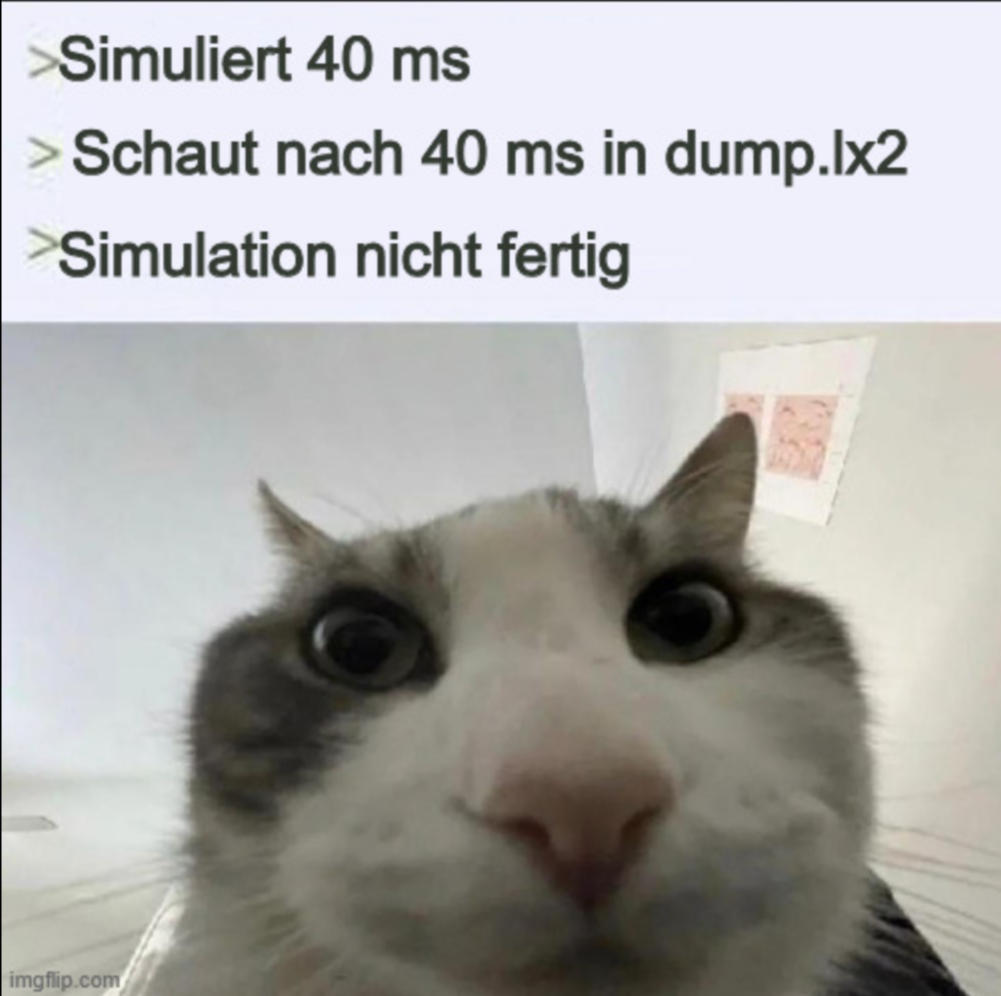 >Simuliert 40 ms
> Schaut nach 40 ms in dump.lx2
>Simulation nicht fertig
imgflip.com